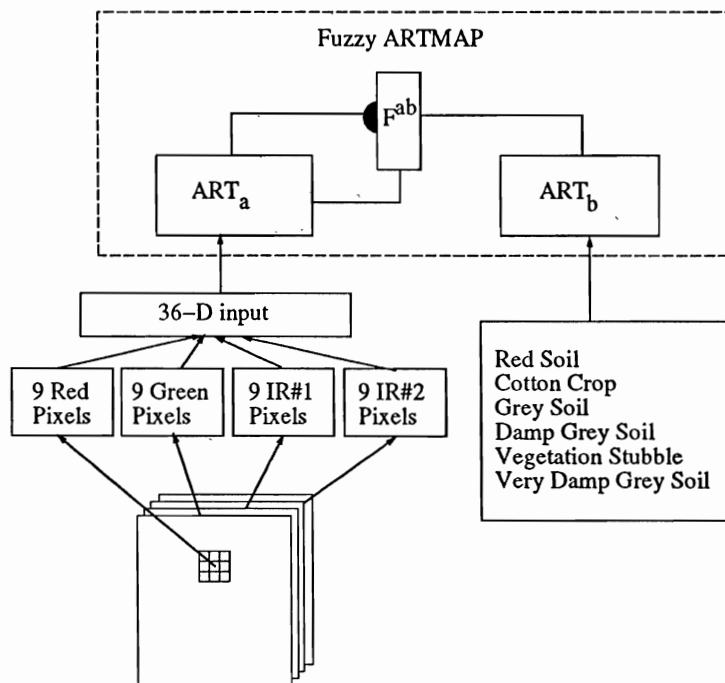 Fuzzy ARTMAP
F^ab
ART_a
ART_b
36–D input
9 Red
Pixels
9 Green
Pixels
9 IR#1
Pixels
9 IR#2
Pixels
Red Soil
Cotton Crop
Grey Soil
Damp Grey Soil
Vegetation Stubble
Very Damp Grey Soil